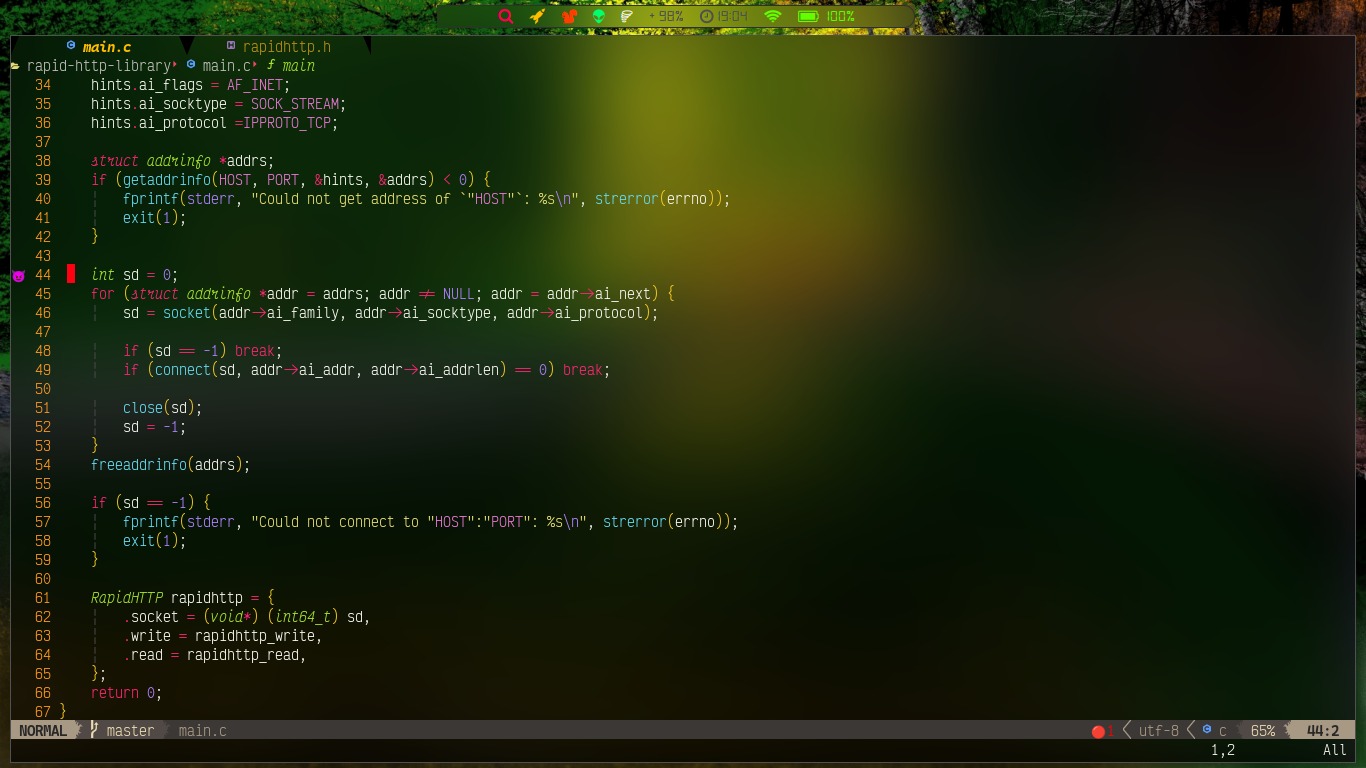 98% 19:04 100%
main.c rapidhttp.h
rapid-http-library main.c f main
34 hints.ai_flags = AF_INET;
35 hints.ai_socktype = SOCK_STREAM;
36 hints.ai_protocol =IPPROTO_TCP;
37
38 struct addrinfo *addrs;
39 if (getaddrinfo(HOST, PORT, &hints, &addrs) < 0) {
40 fprintf(stderr, "Could not get address of `"HOST"`: %s\n", strerror(errno));
41 exit(1);
42 }
43
44 int sd = 0;
45 for (struct addrinfo *addr = addrs; addr != NULL; addr = addr->ai_next) {
46 sd = socket(addr->ai_family, addr->ai_socktype, addr->ai_protocol);
47
48 if (sd == -1) break;
49 if (connect(sd, addr->ai_addr, addr->ai_addrlen) == 0) break;
50
51 close(sd);
52 sd = -1;
53 }
54 freeaddrinfo(addrs);
55
56 if (sd == -1) {
57 fprintf(stderr, "Could not connect to "HOST":"PORT": %s\n", strerror(errno));
58 exit(1);
59 }
60
61 RapidHTTP rapidhttp = {
62 .socket = (void*) (int64_t) sd,
63 .write = rapidhttp_write,
64 .read = rapidhttp_read,
65 };
66 return 0;
67 }
NORMAL master main.c 1 utf-8 c 65% 44:2
1,2 All